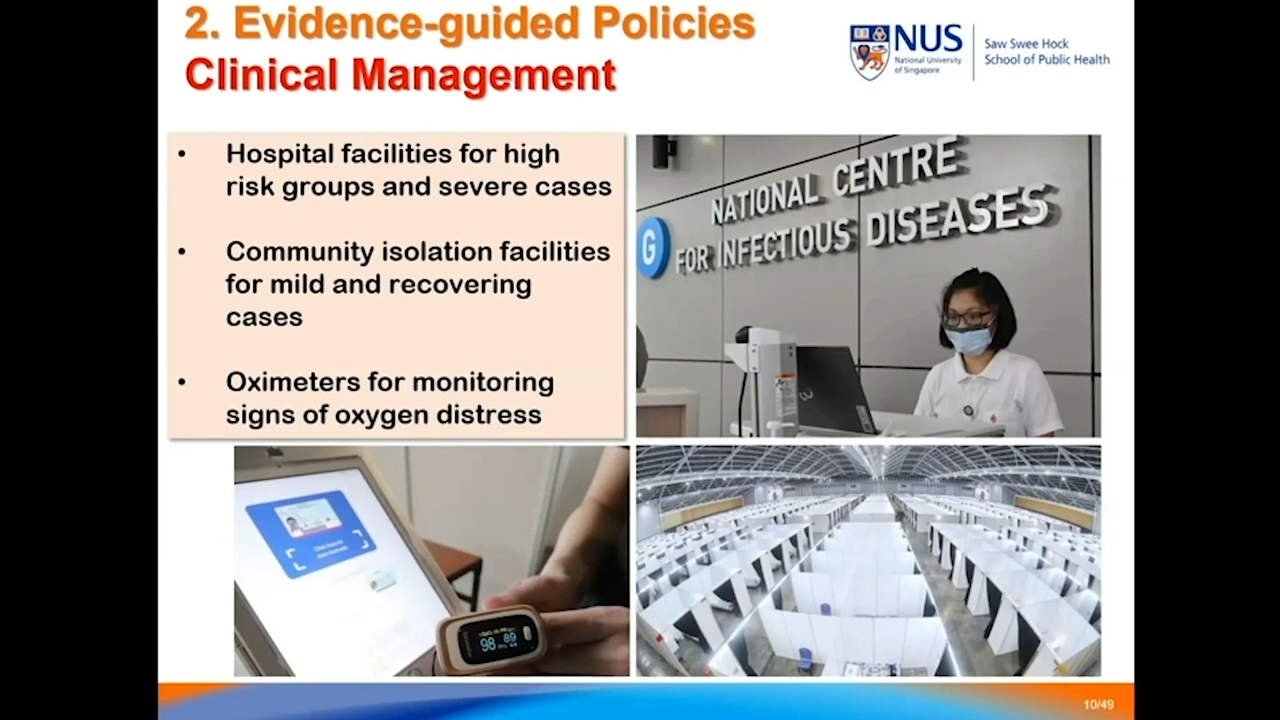 2. Evidence-guided Policies
Clinical Management
NUS
National University
of Singapore
Saw Swee Hock
School of Public Health
• Hospital facilities for high
risk groups and severe cases
• Community isolation facilities
for mild and recovering
cases
• Oximeters for monitoring
signs of oxygen distress
G
NATIONAL CENTRE
FOR INFECTIOUS DISEASES
98 89
10/49